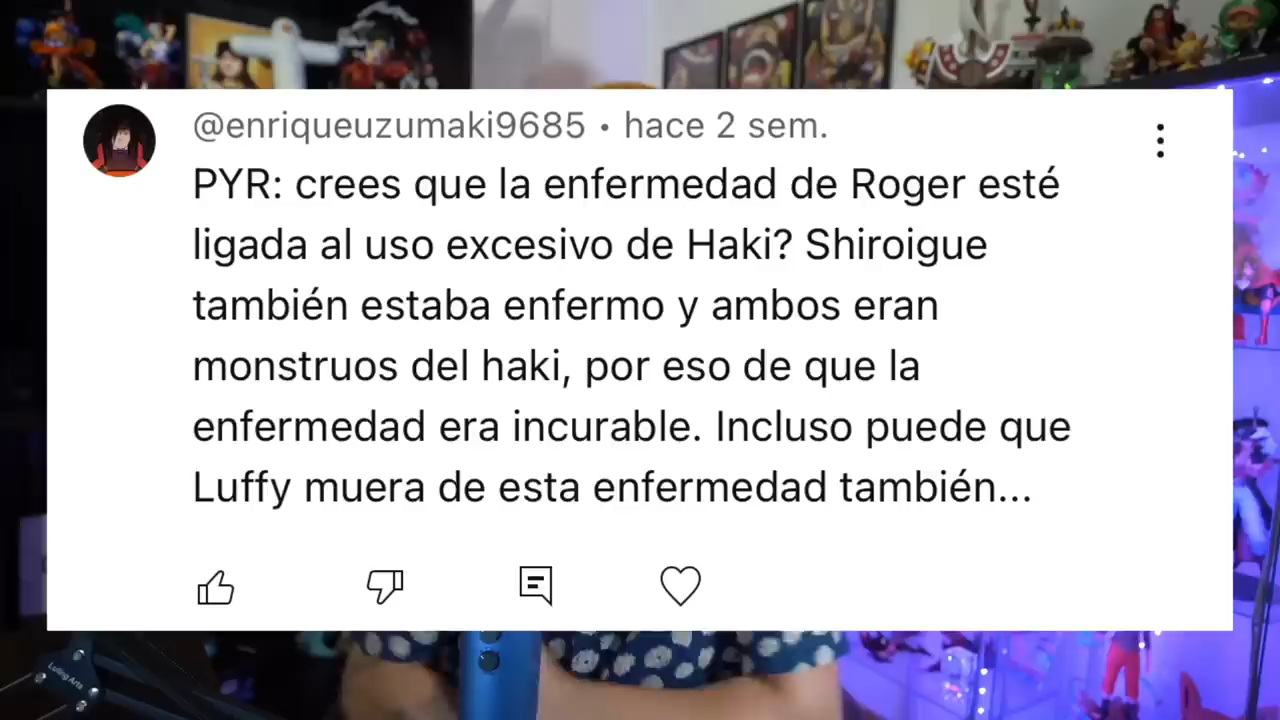 @enriqueuzumaki9685 • hace 2 sem.
PYR: crees que la enfermedad de Roger esté
ligada al uso excesivo de Haki? Shiroigue
también estaba enfermo y ambos eran
monstruos del haki, por eso de que la
enfermedad era incurable. Incluso puede que
Luffy muera de esta enfermedad también...